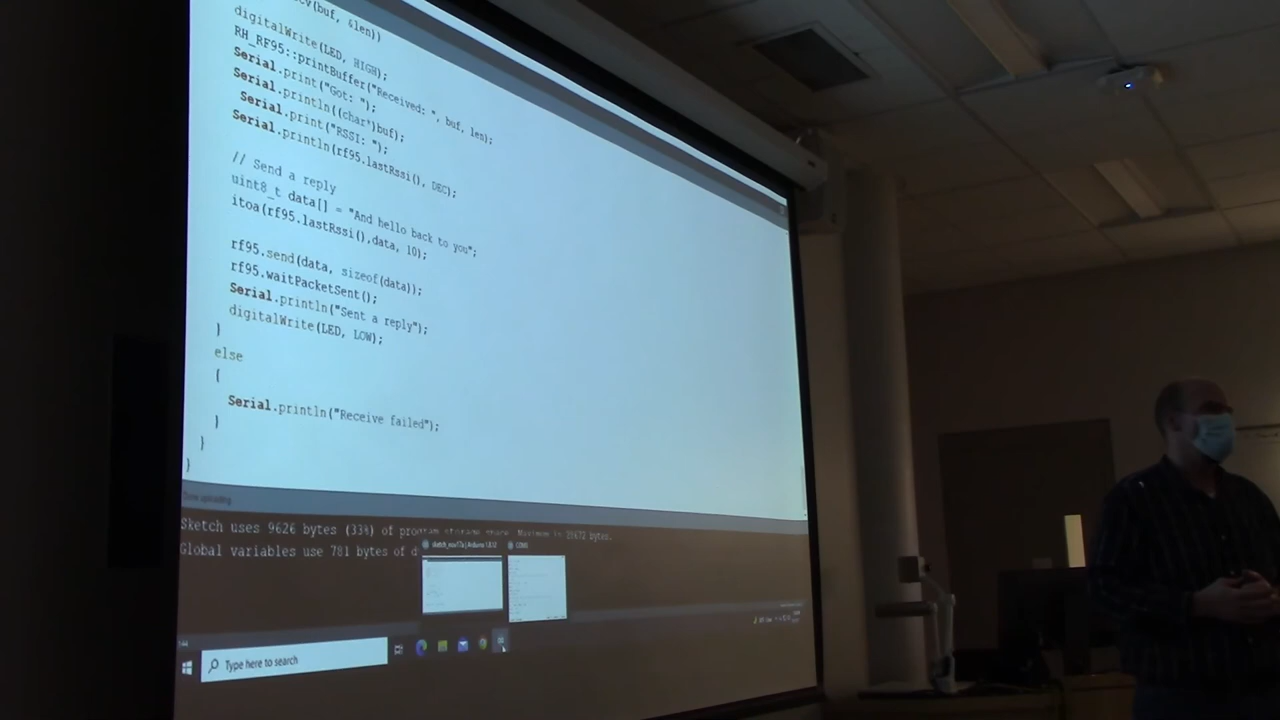 (buf, &len))
digitalWrite(LED, HIGH);
RH_RF95::printBuffer("Received: ", buf, len);
Serial.print("Got: ");
Serial.println((char*)buf);
Serial.print("RSSI: ");
Serial.println(rf95.lastRssi(), DEC);
// Send a reply
uint8_t data[] = "And hello back to you";
itoa(rf95.lastRssi(),data, 10);
rf95.send(data, sizeof(data));
rf95.waitPacketSent();
Serial.println("Sent a reply");
digitalWrite(LED, LOW);
}
else
{
Serial.println("Receive failed");
}
}
}
Done uploading.
Sketch uses 9626 bytes (33%) of program storage space. Maximum is 28672 bytes.
Global variables use 781 bytes of d
Type here to search